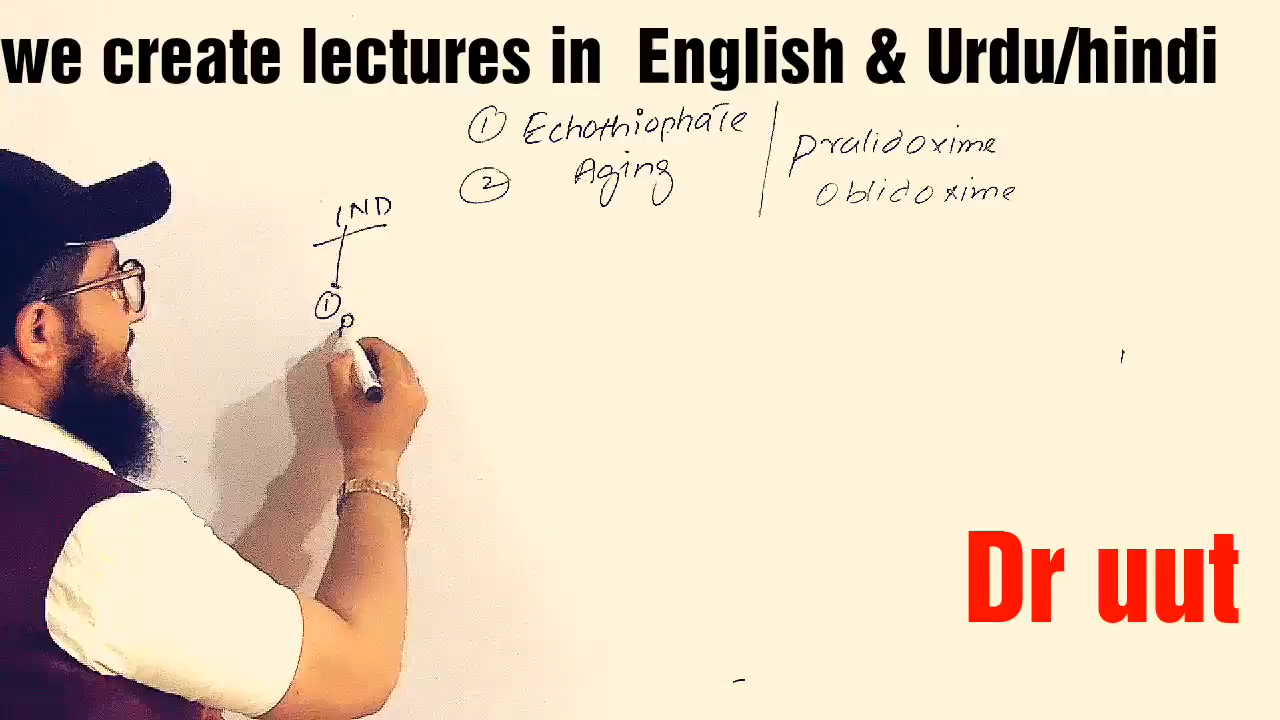 we create lectures in English & Urdu/hindi
① Echothiophate
② Aging
Pralidoxime
Oblidoxime
IND
①
P
Dr uut